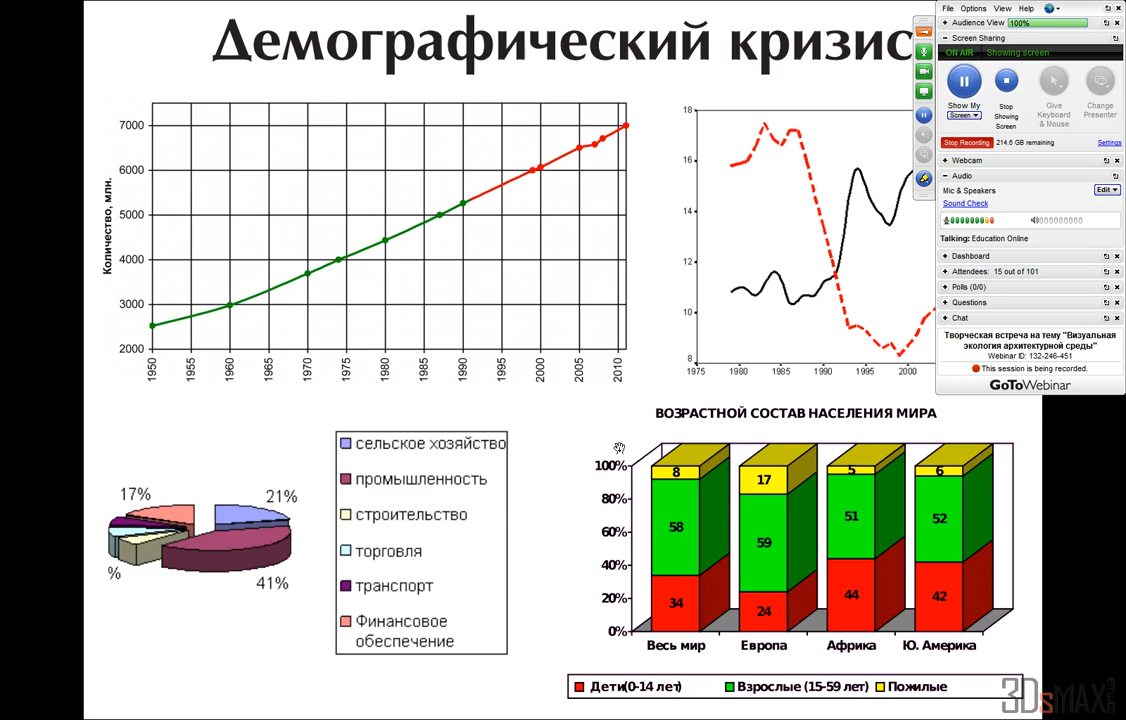 Демографический кризис
7000
6000
5000
4000
3000
2000
Количество, млн.
1950
1955
1960
1965
1970
1975
1980
1985
1990
1995
2000
2005
2010
18
16
14
12
10
8
1975
1980
1985
1990
1995
2000
17%
21%
%
41%
сельское хозяйство
промышленность
строительство
торговля
транспорт
Финансовое
обеспечение
ВОЗРАСТНОЙ СОСТАВ НАСЕЛЕНИЯ МИРА
100%
80%
60%
40%
20%
0%
8
17
5
6
58
59
51
52
34
24
44
42
Весь мир
Европа
Африка
Ю. Америка
Дети(0-14 лет)
Взрослые (15-59 лет)
Пожилые
File Options View Help
Audience View 100%
Screen Sharing
ON AIR Showing screen
Show My
Screen
Stop
Showing
Screen
Give
Keyboard
& Mouse
Change
Presenter
Stop Recording 214.6 GB remaining Settings
Webcam
Audio
Mic & Speakers Edit
Sound Check
Talking: Education Online
Dashboard
Attendees: 15 out of 101
Polls (0/0)
Questions
Chat
Творческая встреча на тему "Визуальная
экология архитектурной среды"
Webinar ID: 132-246-451
This session is being recorded.
GoToWebinar
3DsMAX.com.ua